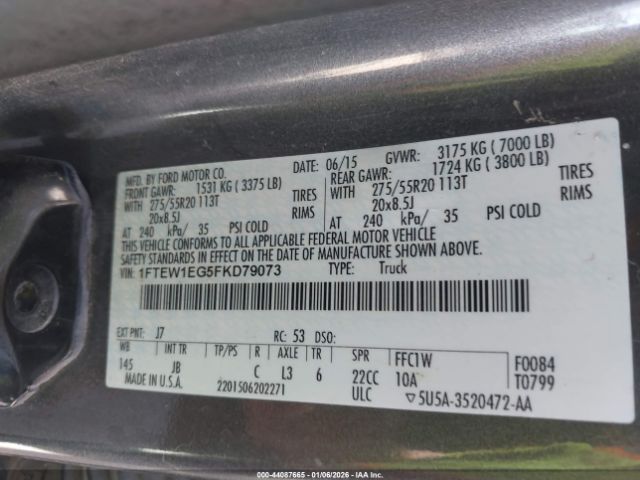 MFD. BY FORD MOTOR CO. DATE: 06/15 GVWR: 3175 KG ( 7000 LB)
FRONT GAWR: 1531 KG ( 3375 LB) REAR GAWR: 1724 KG ( 3800 LB)
WITH 275/55R20 113T TIRES WITH 275/55R20 113T TIRES
20x8.5J RIMS 20x8.5J RIMS
AT 240 kPa/ 35 PSI COLD AT 240 kPa/ 35 PSI COLD
THIS VEHICLE CONFORMS TO ALL APPLICABLE FEDERAL MOTOR VEHICLE
SAFETY STANDARDS IN EFFECT ON THE DATE OF MANUFACTURE SHOWN ABOVE.
VIN: 1FTEW1EG5FKD79073 TYPE: Truck
EXT PNT: J7 RC: 53 DSO:
WB INT TR TP/PS R AXLE TR SPR FFC1W F0084
145 JB C L3 6 22CC 10A T0799
MADE IN U.S.A. 2201506202271 ULC ▽5U5A-3520472-AA
000-44087665 - 01/06/2026 - IAAI.COM